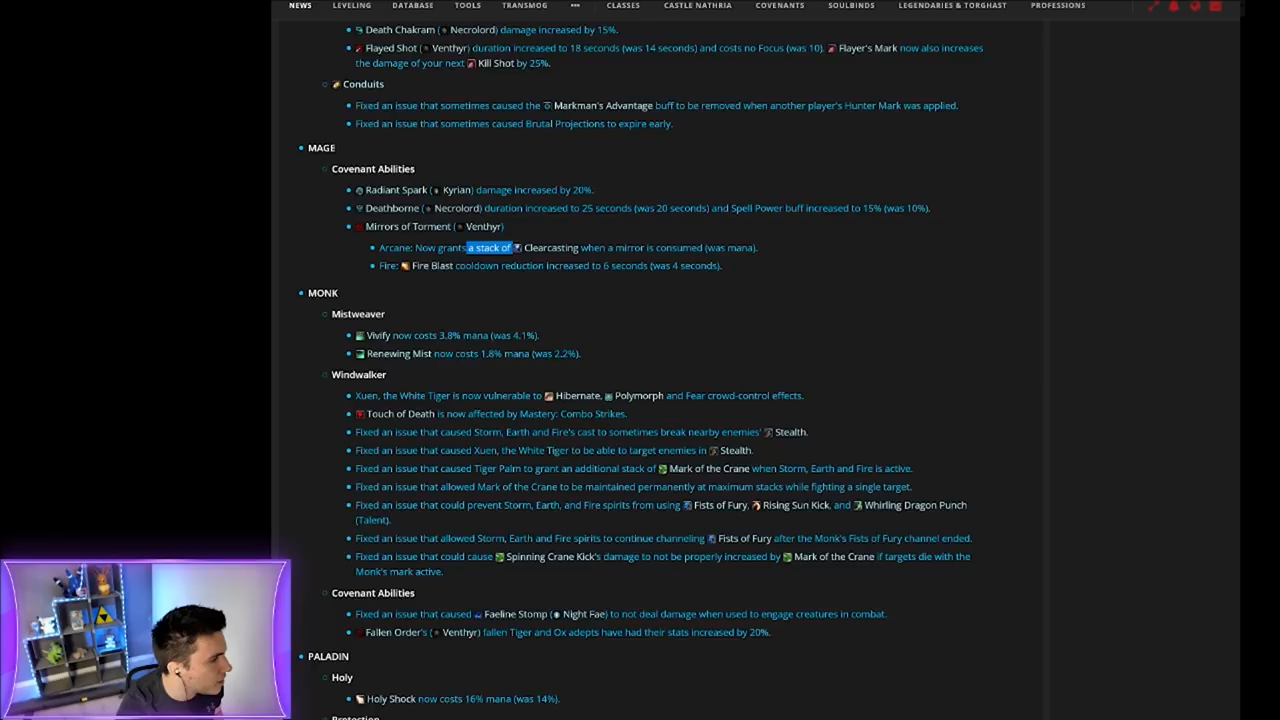 NEWS LEVELING DATABASE TOOLS TRANSMOG ••• CLASSES CASTLE NATHRIA COVENANTS SOULBINDS LEGENDARIES & TORGHAST PROFESSIONS
Death Chakram (Necrolord) damage increased by 15%.
Flayed Shot (Venthyr) duration increased to 18 seconds (was 14 seconds) and costs no Focus (was 10). Flayer's Mark now also increases
the damage of your next Kill Shot by 25%.
Conduits
Fixed an issue that sometimes caused the Markman's Advantage buff to be removed when another player's Hunter Mark was applied.
Fixed an issue that sometimes caused Brutal Projections to expire early.
MAGE
Covenant Abilities
Radiant Spark (Kyrian) damage increased by 20%.
Deathborne (Necrolord) duration increased to 25 seconds (was 20 seconds) and Spell Power buff increased to 15% (was 10%).
Mirrors of Torment (Venthyr)
Arcane: Now grants a stack of Clearcasting when a mirror is consumed (was mana).
Fire: Fire Blast cooldown reduction increased to 6 seconds (was 4 seconds).
MONK
Mistweaver
Vivify now costs 3.8% mana (was 4.1%).
Renewing Mist now costs 1.8% mana (was 2.2%).
Windwalker
Xuen, the White Tiger is now vulnerable to Hibernate, Polymorph and Fear crowd-control effects.
Touch of Death is now affected by Mastery: Combo Strikes.
Fixed an issue that caused Storm, Earth and Fire's cast to sometimes break nearby enemies' Stealth.
Fixed an issue that caused Xuen, the White Tiger to be able to target enemies in Stealth.
Fixed an issue that caused Tiger Palm to grant an additional stack of Mark of the Crane when Storm, Earth and Fire is active.
Fixed an issue that allowed Mark of the Crane to be maintained permanently at maximum stacks while fighting a single target.
Fixed an issue that could prevent Storm, Earth, and Fire spirits from using Fists of Fury, Rising Sun Kick, and Whirling Dragon Punch
(Talent).
Fixed an issue that allowed Storm, Earth and Fire spirits to continue channeling Fists of Fury after the Monk's Fists of Fury channel ended.
Fixed an issue that could cause Spinning Crane Kick's damage to not be properly increased by Mark of the Crane if targets die with the
Monk's mark active.
Covenant Abilities
Fixed an issue that caused Faeline Stomp (Night Fae) to not deal damage when used to engage creatures in combat.
Fallen Order's (Venthyr) fallen Tiger and Ox adepts have had their stats increased by 20%.
PALADIN
Holy
Holy Shock now costs 16% mana (was 14%).
Protection